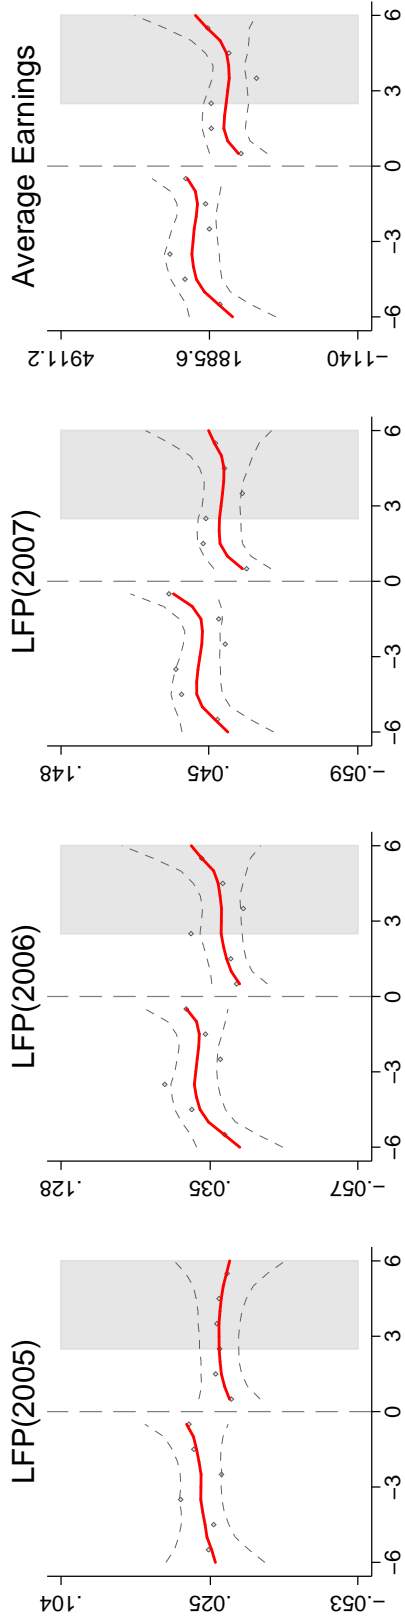 LFP(2005)
.104
.025
−.053
−6 −3 0 3 6
LFP(2006)
.128
.035
−.057
−6 −3 0 3 6
LFP(2007)
.148
.045
−.059
−6 −3 0 3 6
Average Earnings
4911.2
1885.6
−1140
−6 −3 0 3 6